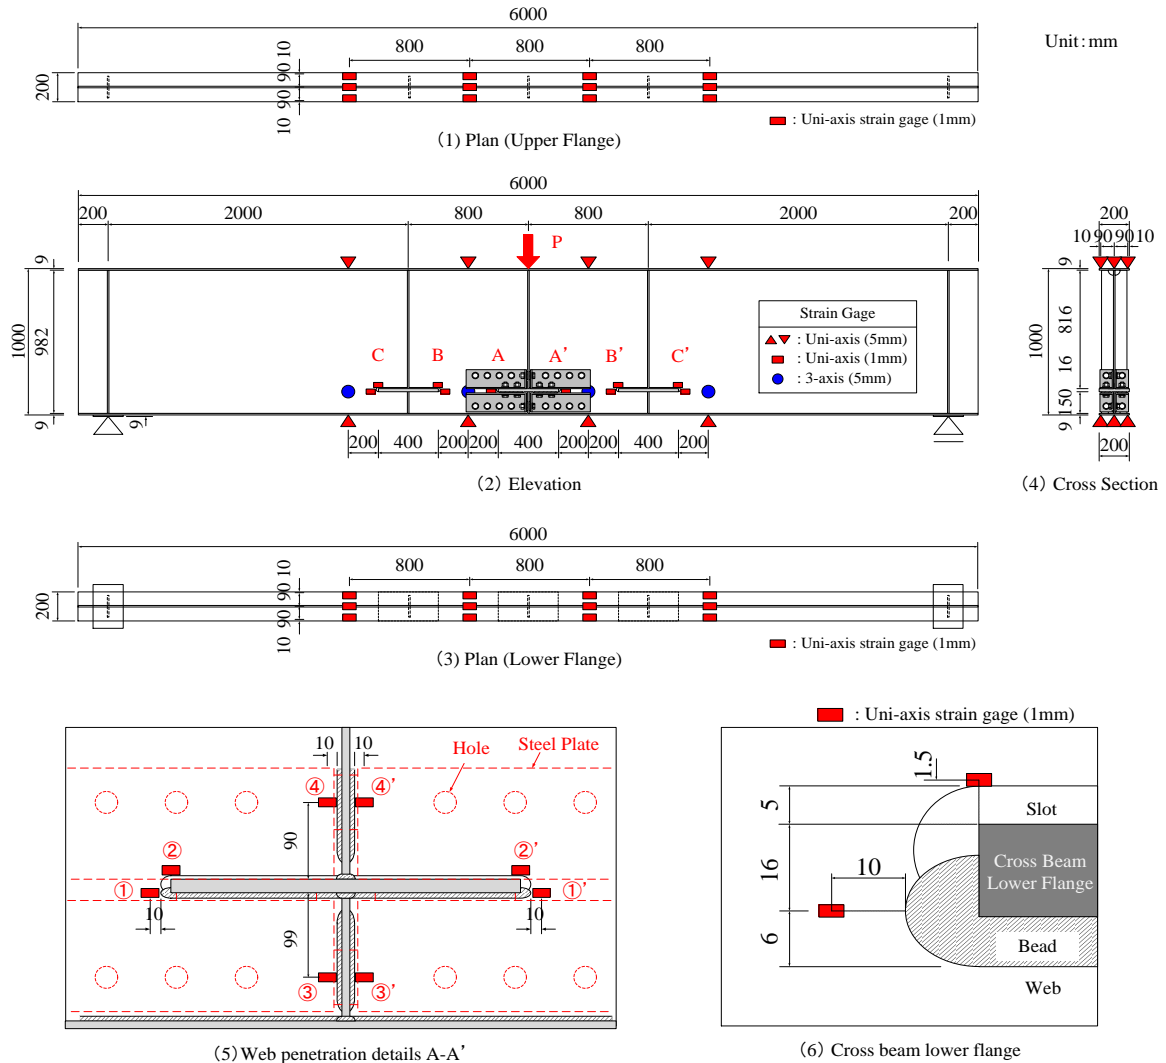 6000
Unit:mm
10
800
800
800
200
90
90
10
: Uni-axis strain gage (1mm)
(1) Plan (Upper Flange)
6000
200
2000
800
800
2000
200
200
10 90 90 10
P
9
1000
982
9
9
Strain Gage
: Uni-axis (5mm)
: Uni-axis (1mm)
: 3-axis (5mm)
C
B
A
A'
B'
C'
200
400
200
200
400
200
200
400
200
9
1000
816
16
150
9
200
(2) Elevation
(4) Cross Section
6000
10
800
800
800
200
90
90
10
: Uni-axis strain gage (1mm)
(3) Plan (Lower Flange)
10
10
Hole
Steel Plate
④
④'
90
②
②'
①
①'
10
10
99
③
③'
(5)Web penetration details A-A'
: Uni-axis strain gage (1mm)
1.5
5
Slot
16
10
Cross Beam
Lower Flange
6
Bead
Web
(6) Cross beam lower flange